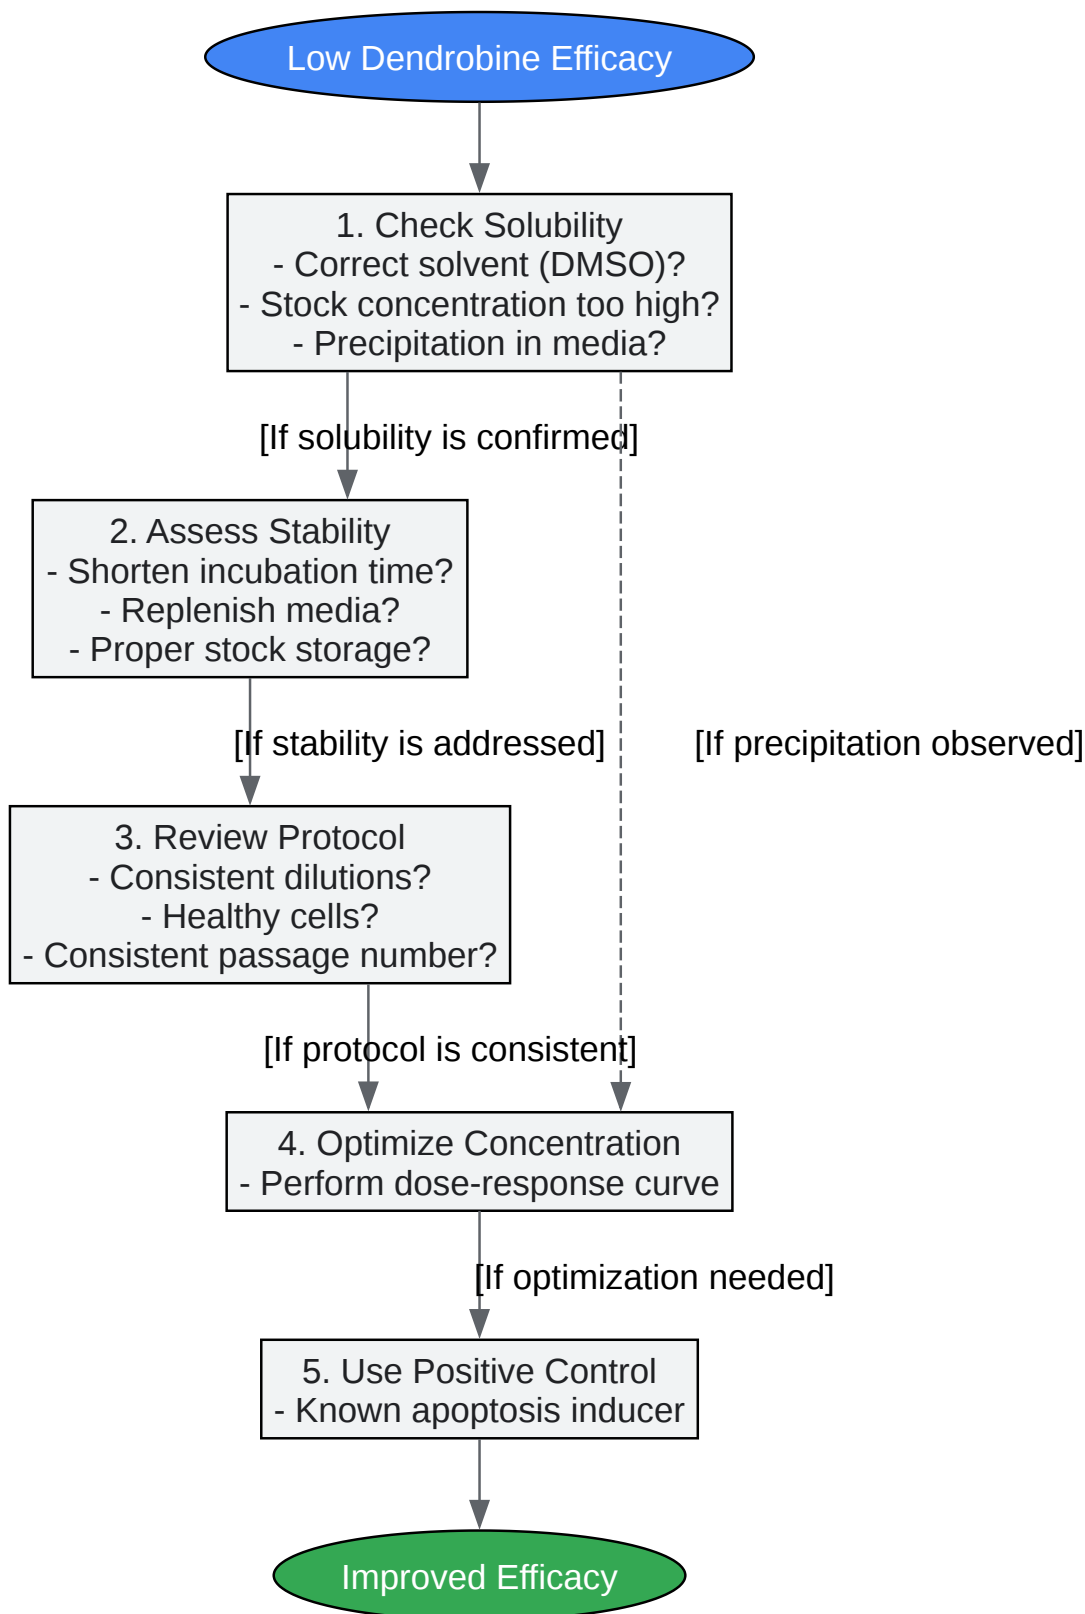 Low Dendrobine Efficacy
1. Check Solubility
- Correct solvent (DMSO)?
- Stock concentration too high?
- Precipitation in media?
[If solubility is confirmed]
2. Assess Stability
- Shorten incubation time?
- Replenish media?
- Proper stock storage?
[If stability is addressed]
[If precipitation observed]
3. Review Protocol
- Consistent dilutions?
- Healthy cells?
- Consistent passage number?
[If protocol is consistent]
4. Optimize Concentration
- Perform dose-response curve
[If optimization needed]
5. Use Positive Control
- Known apoptosis inducer
Improved Efficacy